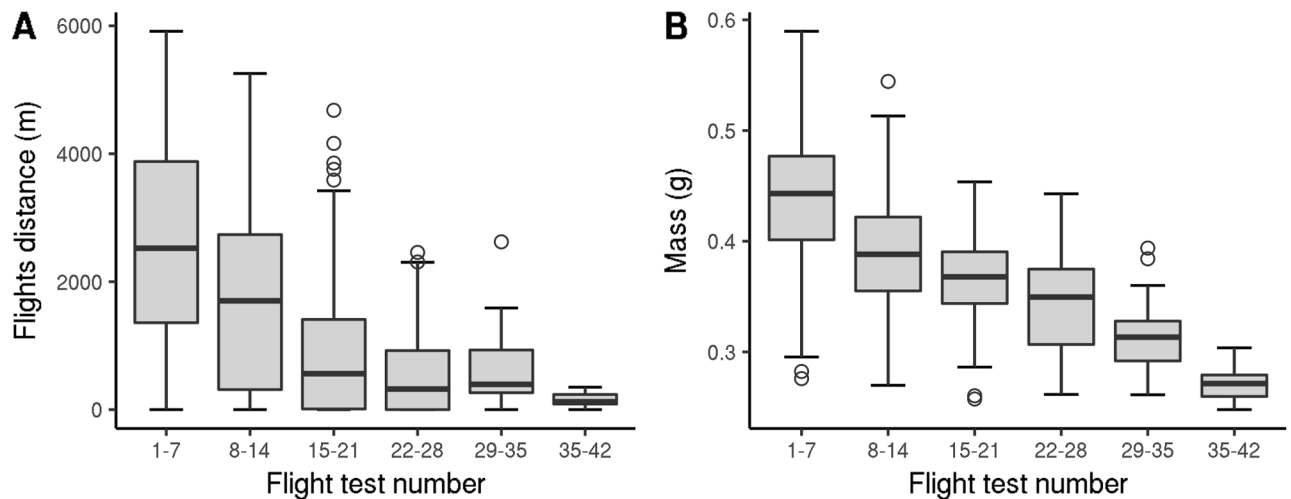 A
Flights distance (m)
6000
4000
2000
0
1-7 8-14 15-21 22-28 29-35 35-42
Flight test number
B
Mass (g)
0.6
0.5
0.4
0.3
1-7 8-14 15-21 22-28 29-35 35-42
Flight test number